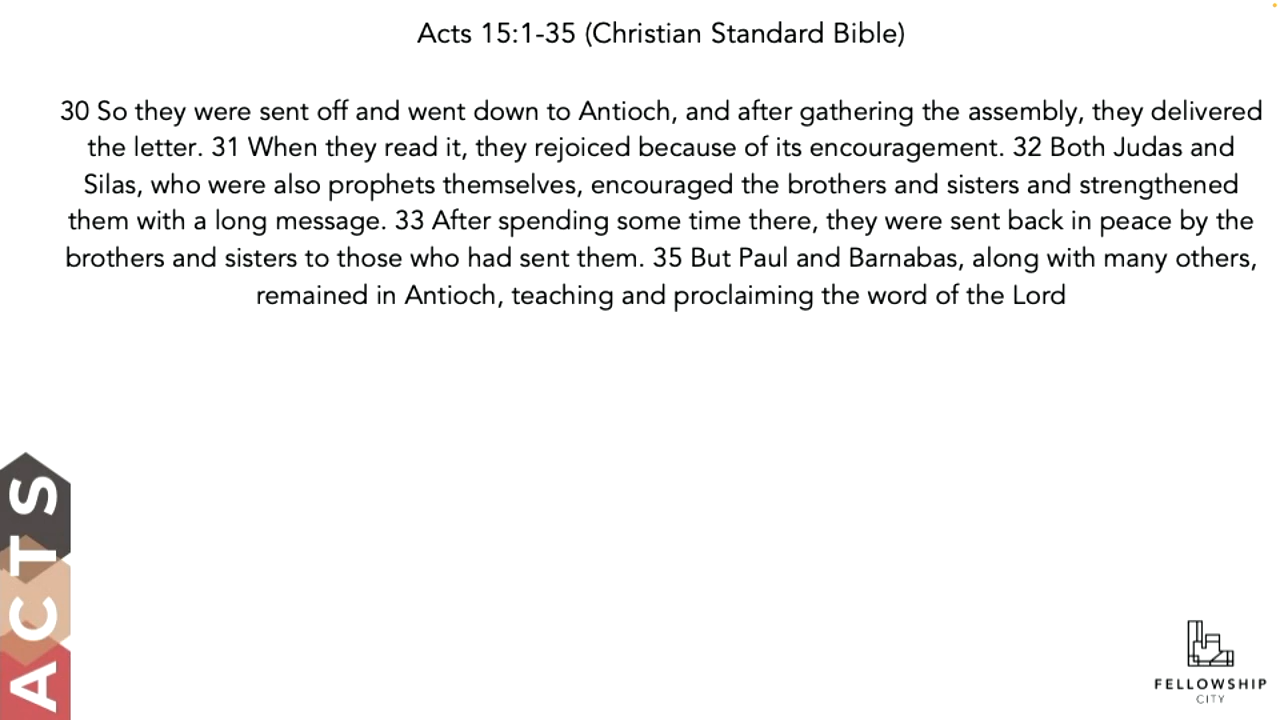 Acts 15:1-35 (Christian Standard Bible)
30 So they were sent off and went down to Antioch, and after gathering the assembly, they delivered
the letter. 31 When they read it, they rejoiced because of its encouragement. 32 Both Judas and
Silas, who were also prophets themselves, encouraged the brothers and sisters and strengthened
them with a long message. 33 After spending some time there, they were sent back in peace by the
brothers and sisters to those who had sent them. 35 But Paul and Barnabas, along with many others,
remained in Antioch, teaching and proclaiming the word of the Lord
ACTS
FELLOWSHIP
CITY